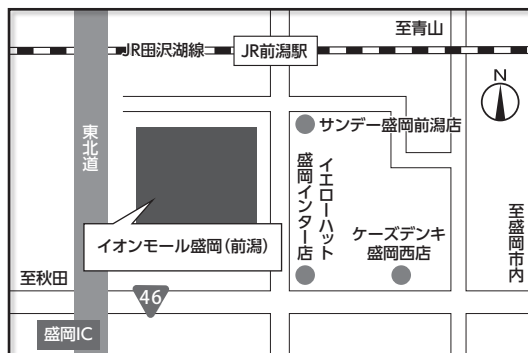 至青山
JR田沢湖線
JR前潟駅
N
東北道
サンデー盛岡前潟店
イエローハット
盛岡インター店
ケーズデンキ
盛岡西店
至盛岡市内
イオンモール盛岡(前潟)
至秋田
46
盛岡IC